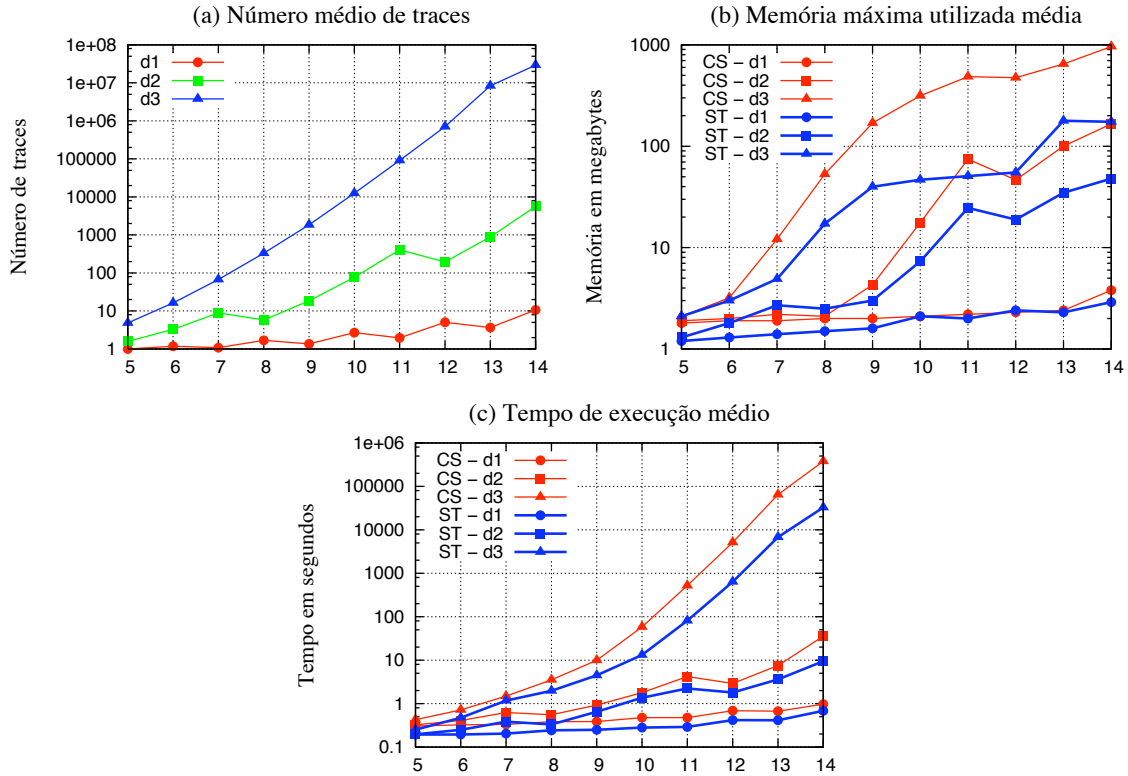 (a) Número médio de traces
1e+08
1e+07
1e+06
100000
10000
1000
100
10
1
d1
d2
d3
Número de traces
5 6 7 8 9 10 11 12 13 14
(b) Memória máxima utilizada média
1000
100
10
1
CS – d1
CS – d2
CS – d3
ST – d1
ST – d2
ST – d3
Memória em megabytes
5 6 7 8 9 10 11 12 13 14
(c) Tempo de execução médio
1e+06
100000
10000
1000
100
10
1
0.1
CS – d1
CS – d2
CS – d3
ST – d1
ST – d2
ST – d3
Tempo em segundos
5 6 7 8 9 10 11 12 13 14